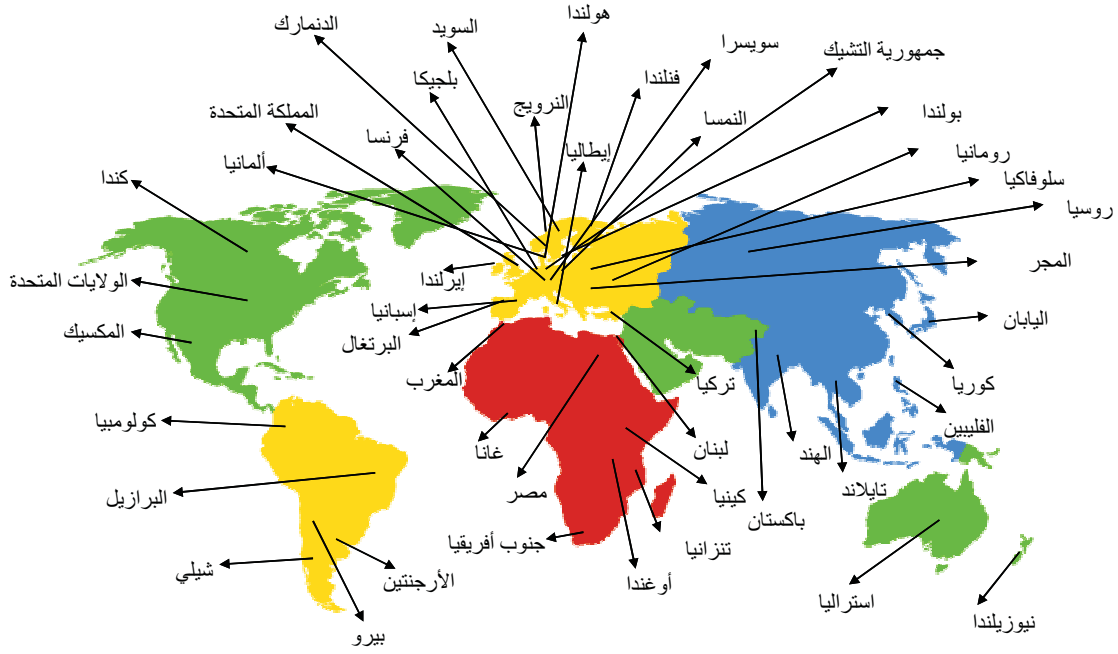 هولندا
الدنمارك
السويد
سويسرا
جمهورية التشيك
بلجيكا
فنلندا
النرويج
المملكة المتحدة
النمسا
بولندا
فرنسا
إيطاليا
رومانيا
ألمانيا
كندا
سلوفاكيا
روسيا
المجر
إيرلندا
الولايات المتحدة
إسبانيا
اليابان
المكسيك
البرتغال
المغرب
تركيا
كوريا
كولومبيا
غانا
لبنان
الهند
الفليبين
البرازيل
مصر
كينيا
تايلاند
باكستان
جنوب أفريقيا
تنزانيا
شيلي
الأرجنتين
أوغندا
استراليا
نيوزيلندا
بيرو